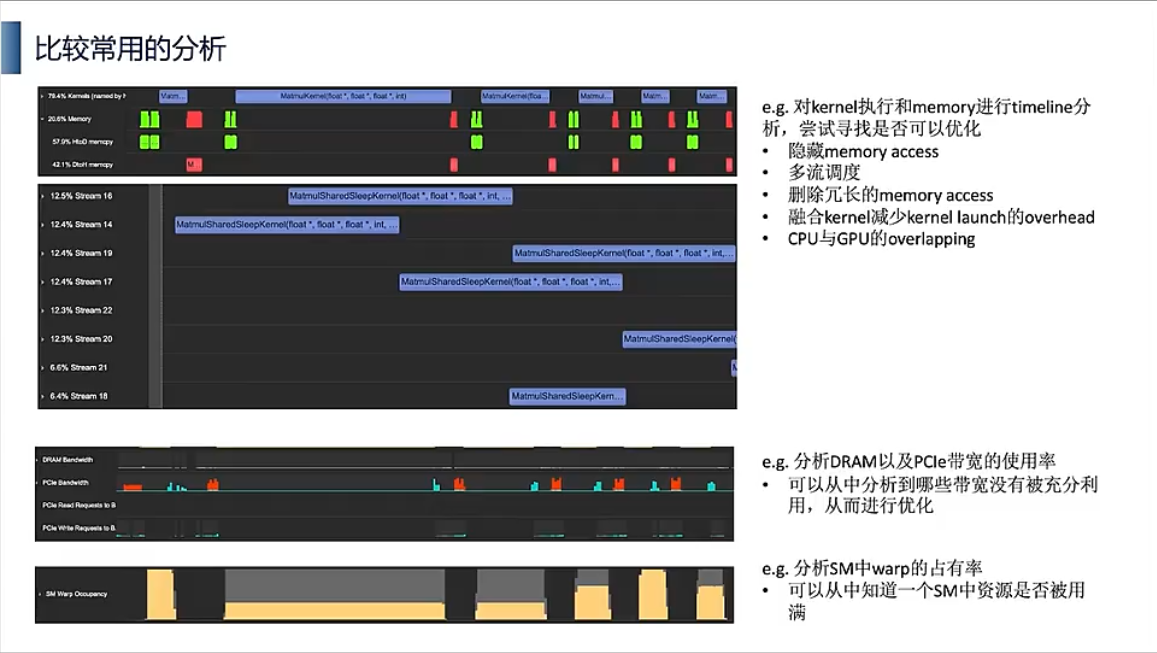 比较常用的分析
79.4% Kernels (named by
Matm...
MatmulKernel(float *, float *, float *, int)
MatmulKernel(floa...
Matmul...
Matm...
Matm...
20.6% Memory
57.9% HtoD memcpy
42.1% DtoH memcpy
M
12.5% Stream 16
MatmulSharedSleepKernel(float *, float *, float *, int, ...
12.4% Stream 14
MatmulSharedSleepKernel(float *, float *, float *, int, ...
12.4% Stream 19
MatmulSharedSleepKernel(float *, float *, float *, int,...
12.4% Stream 17
MatmulSharedSleepKernel(float *, float *, float *, int,...
12.3% Stream 22
12.3% Stream 20
MatmulSharedSleepKernel(
6.6% Stream 21
6.4% Stream 18
MatmulSharedSleepKern...
e.g. 对kernel执行和memory进行timeline分
析，尝试寻找是否可以优化
• 隐藏memory access
• 多流调度
• 删除冗长的memory access
• 融合kernel减少kernel launch的overhead
• CPU与GPU的overlapping
DRAM Bandwidth
PCIe Bandwidth
PCIe Read Requests to B
PCIe Write Requests to B
e.g. 分析DRAM以及PCIe带宽的使用率
• 可以从中分析到哪些带宽没有被充分利
用，从而进行优化
SM Warp Occupancy
e.g. 分析SM中warp的占有率
• 可以从中知道一个SM中资源是否被用
满